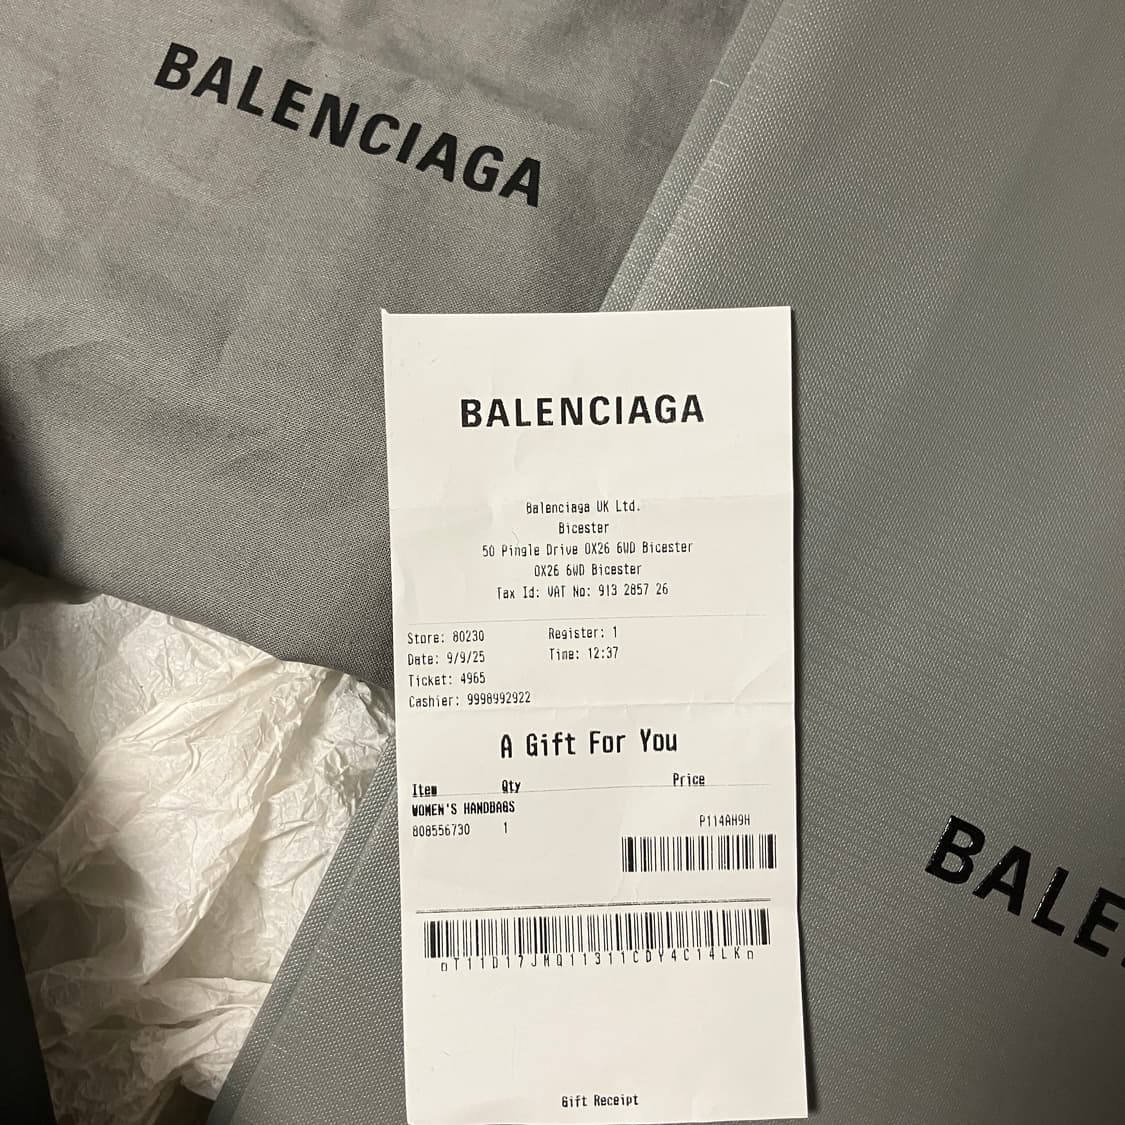 BALENCIAGA
BALENCIAGA
Balenciaga UK Ltd.
Bicester
50 Pingle Drive OX26 6WD Bicester
OX26 6WD Bicester
Tax Id: VAT No: 913 2857 26
Store: 80230 Register: 1
Date: 9/9/25 Time: 12:37
Ticket: 4965
Cashier: 9998992922
A Gift For You
Item Qty Price
WOMEN'S HANDBAGS
808556730 1 P114AH9H
nT11D17JMQ11311CDY4C14LKn
Gift Receipt
BALE